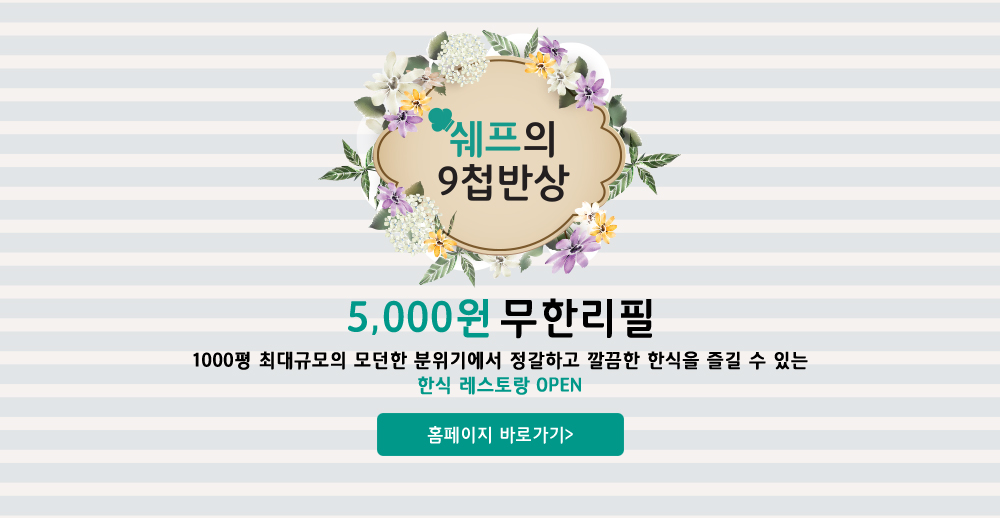 쉐프의
9첩반상
5,000원 무한리필
1000평 최대규모의 모던한 분위기에서 정갈하고 깔끔한 한식을 즐길 수 있는
한식 레스토랑 OPEN
홈페이지 바로가기>